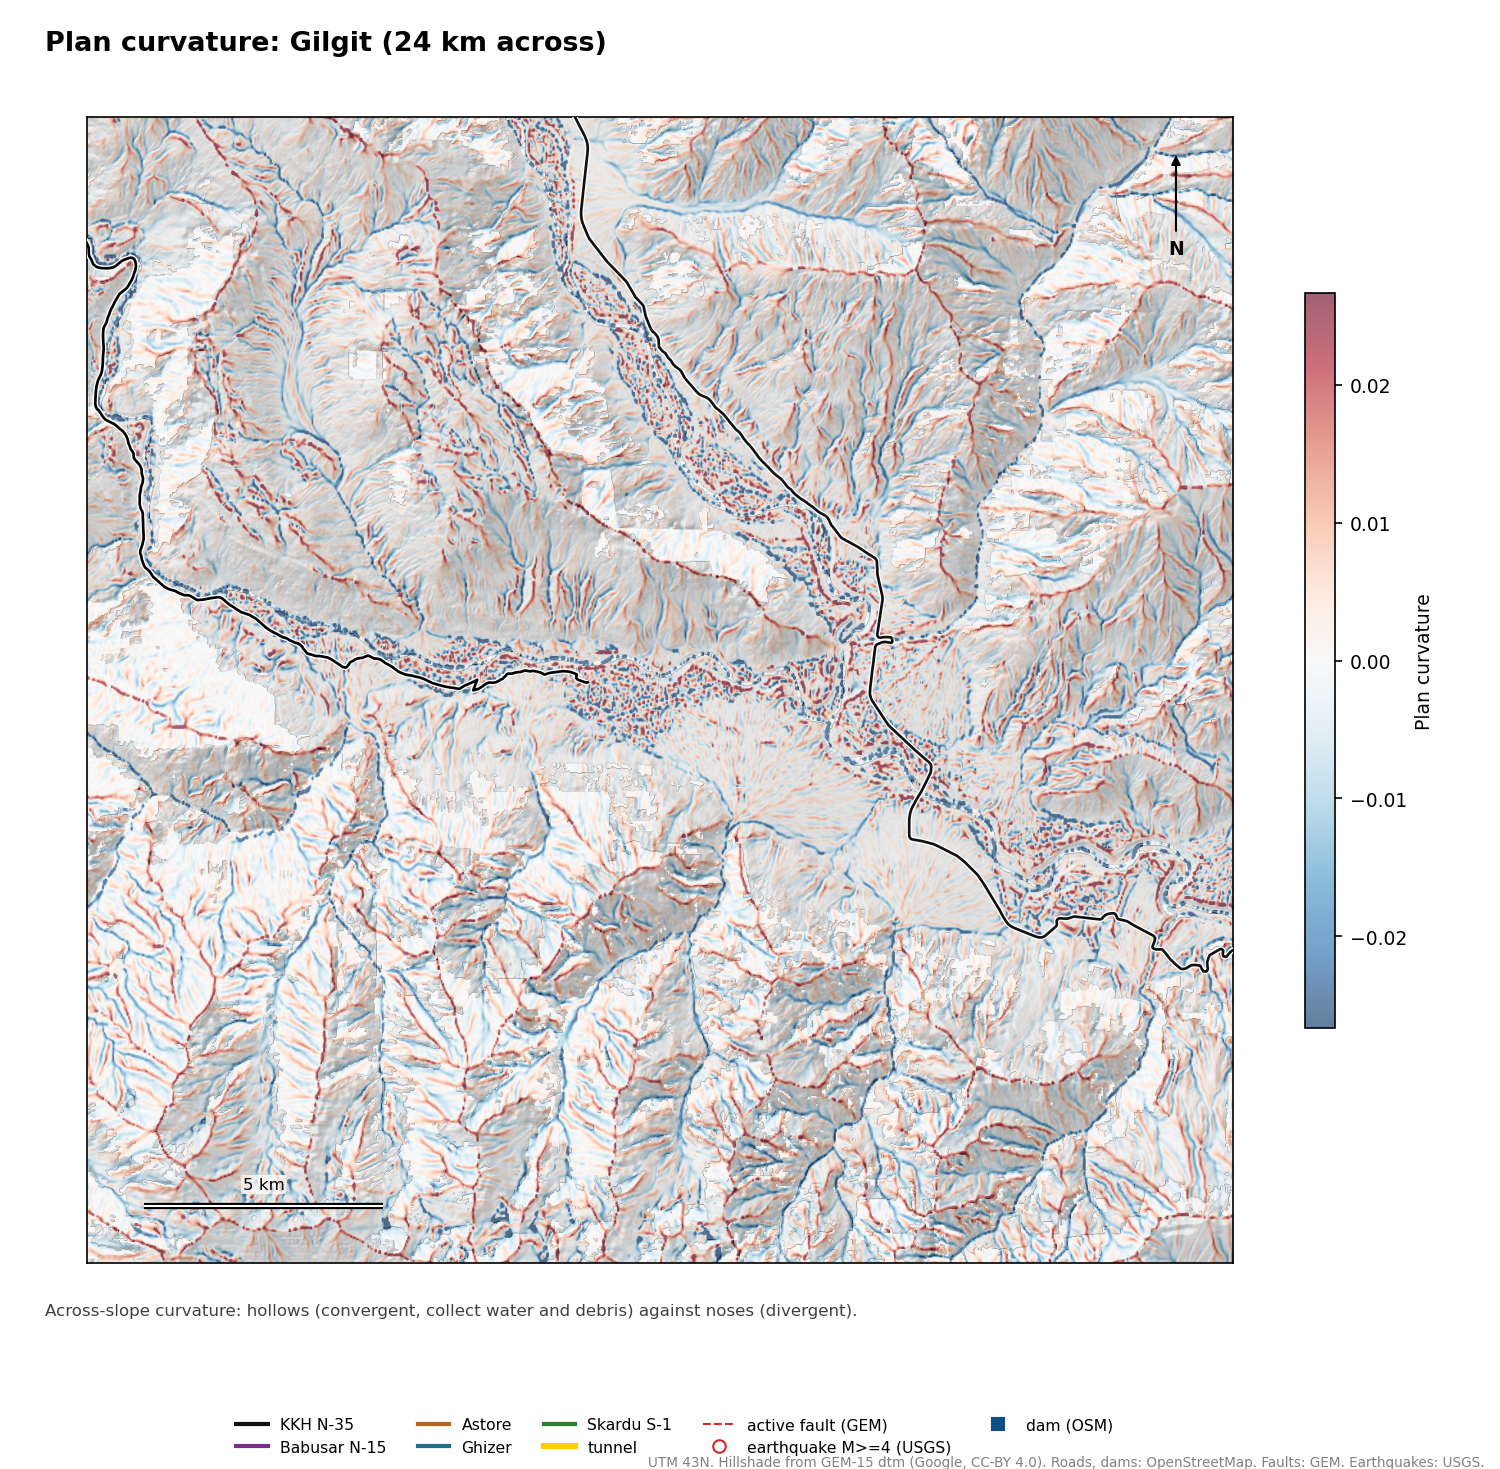 Plan curvature: Gilgit (24 km across)
N
0.02
0.01
0.00
−0.01
−0.02
Plan curvature
5 km
Across-slope curvature: hollows (convergent, collect water and debris) against noses (divergent).
KKH N-35
Astore
Skardu S-1
active fault (GEM)
dam (OSM)
Babusar N-15
Ghizer
tunnel
earthquake M>=4 (USGS)
UTM 43N. Hillshade from GEM-15 dtm (Google, CC-BY 4.0). Roads, dams: OpenStreetMap. Faults: GEM. Earthquakes: USGS.